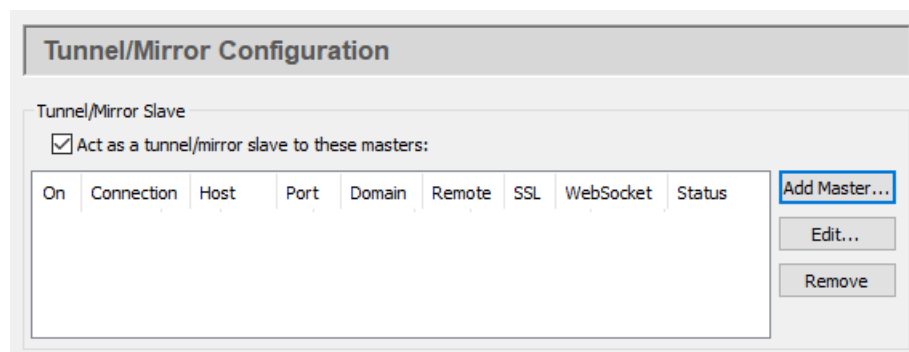 Tunnel/Mirror Configuration
Tunnel/Mirror Slave
Act as a tunnel/mirror slave to these masters:
On Connection Host Port Domain Remote SSL WebSocket Status
Add Master...
Edit...
Remove